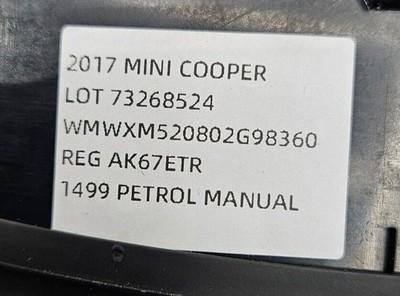 2017 MINI COOPER
LOT 73268524
WMWXM520802G98360
REG AK67ETR
1499 PETROL MANUAL